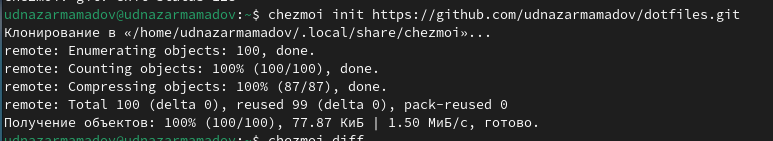 udnazarmamadov@udnazarmamadov:~$ chezmoi init https://github.com/udnazarmamadov/dotfiles.git
Клонирование в «/home/udnazarmamadov/.local/share/chezmoi»...
remote: Enumerating objects: 100, done.
remote: Counting objects: 100% (100/100), done.
remote: Compressing objects: 100% (87/87), done.
remote: Total 100 (delta 0), reused 99 (delta 0), pack-reused 0
Получение объектов: 100% (100/100), 77.87 КиБ | 1.50 МиБ/с, готово.
udnazarmamadov@udnazarmamadov:~$ chezmoi diff